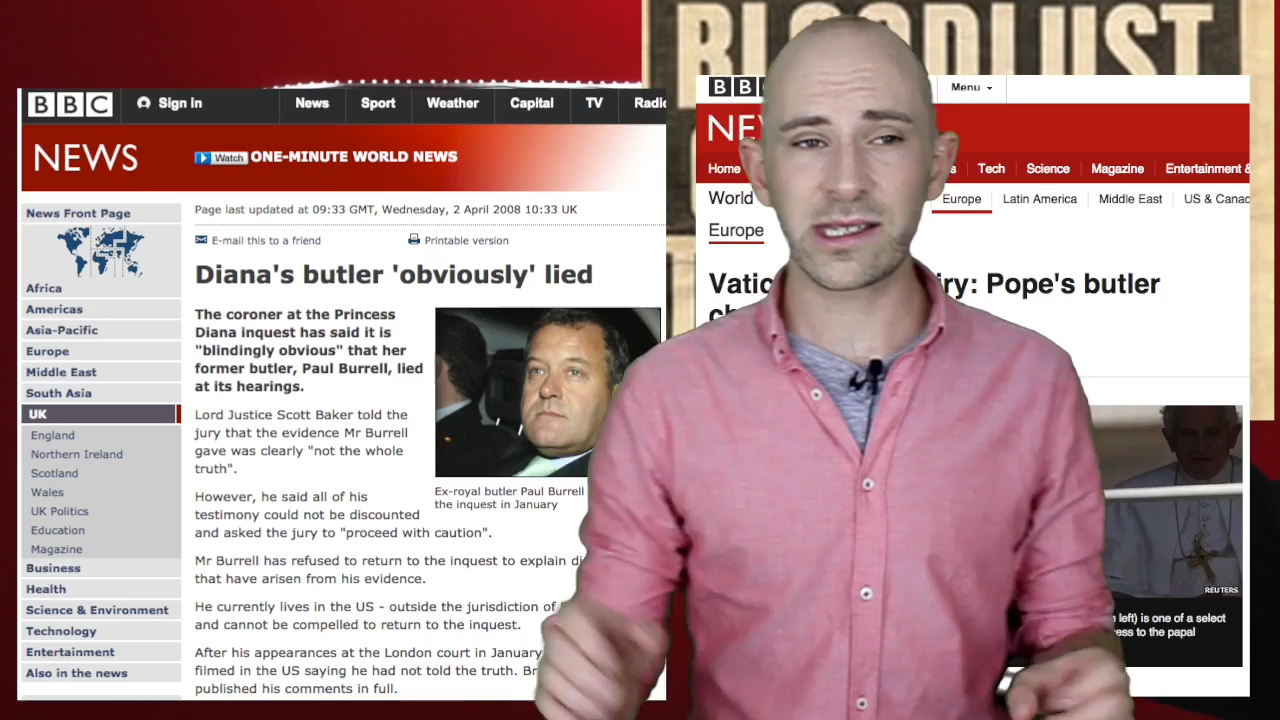 BLOODLUST
BBC
Sign in
News
Sport
Weather
Capital
TV
NEWS
Watch ONE-MINUTE WORLD NEWS
News Front Page
Africa
Americas
Asia-Pacific
Europe
Middle East
South Asia
UK
England
Northern Ireland
Scotland
Wales
UK Politics
Education
Magazine
Business
Health
Science & Environment
Technology
Entertainment
Also in the news
Page last updated at 09:33 GMT, Wednesday, 2 April 2008 10:33 UK
E-mail this to a friend
Printable version
Diana's butler 'obviously' lied
The coroner at the Princess
Diana inquest has said it is
"blindingly obvious" that her
former butler, Paul Burrell, lied
at its hearings.
Lord Justice Scott Baker told the
jury that the evidence Mr Burrell
gave was clearly "not the whole
truth".
However, he said all of his
testimony could not be discounted
and asked the jury to "proceed with caution".
Ex-royal butler Paul Burrell
the inquest in January
Mr Burrell has refused to return to the inquest to explain
that have arisen from his evidence.
He currently lives in the US - outside the jurisdiction of
and cannot be compelled to return to the inquest.
After his appearances at the London court in January
filmed in the US saying he had not told the truth.
published his comments in full.
Menu
Home
Tech
Science
Magazine
Entertainment &
World
Europe
Latin America
Middle East
US &
Europe
Pope's butler
REUTERS
left) is one of a select
to the papal